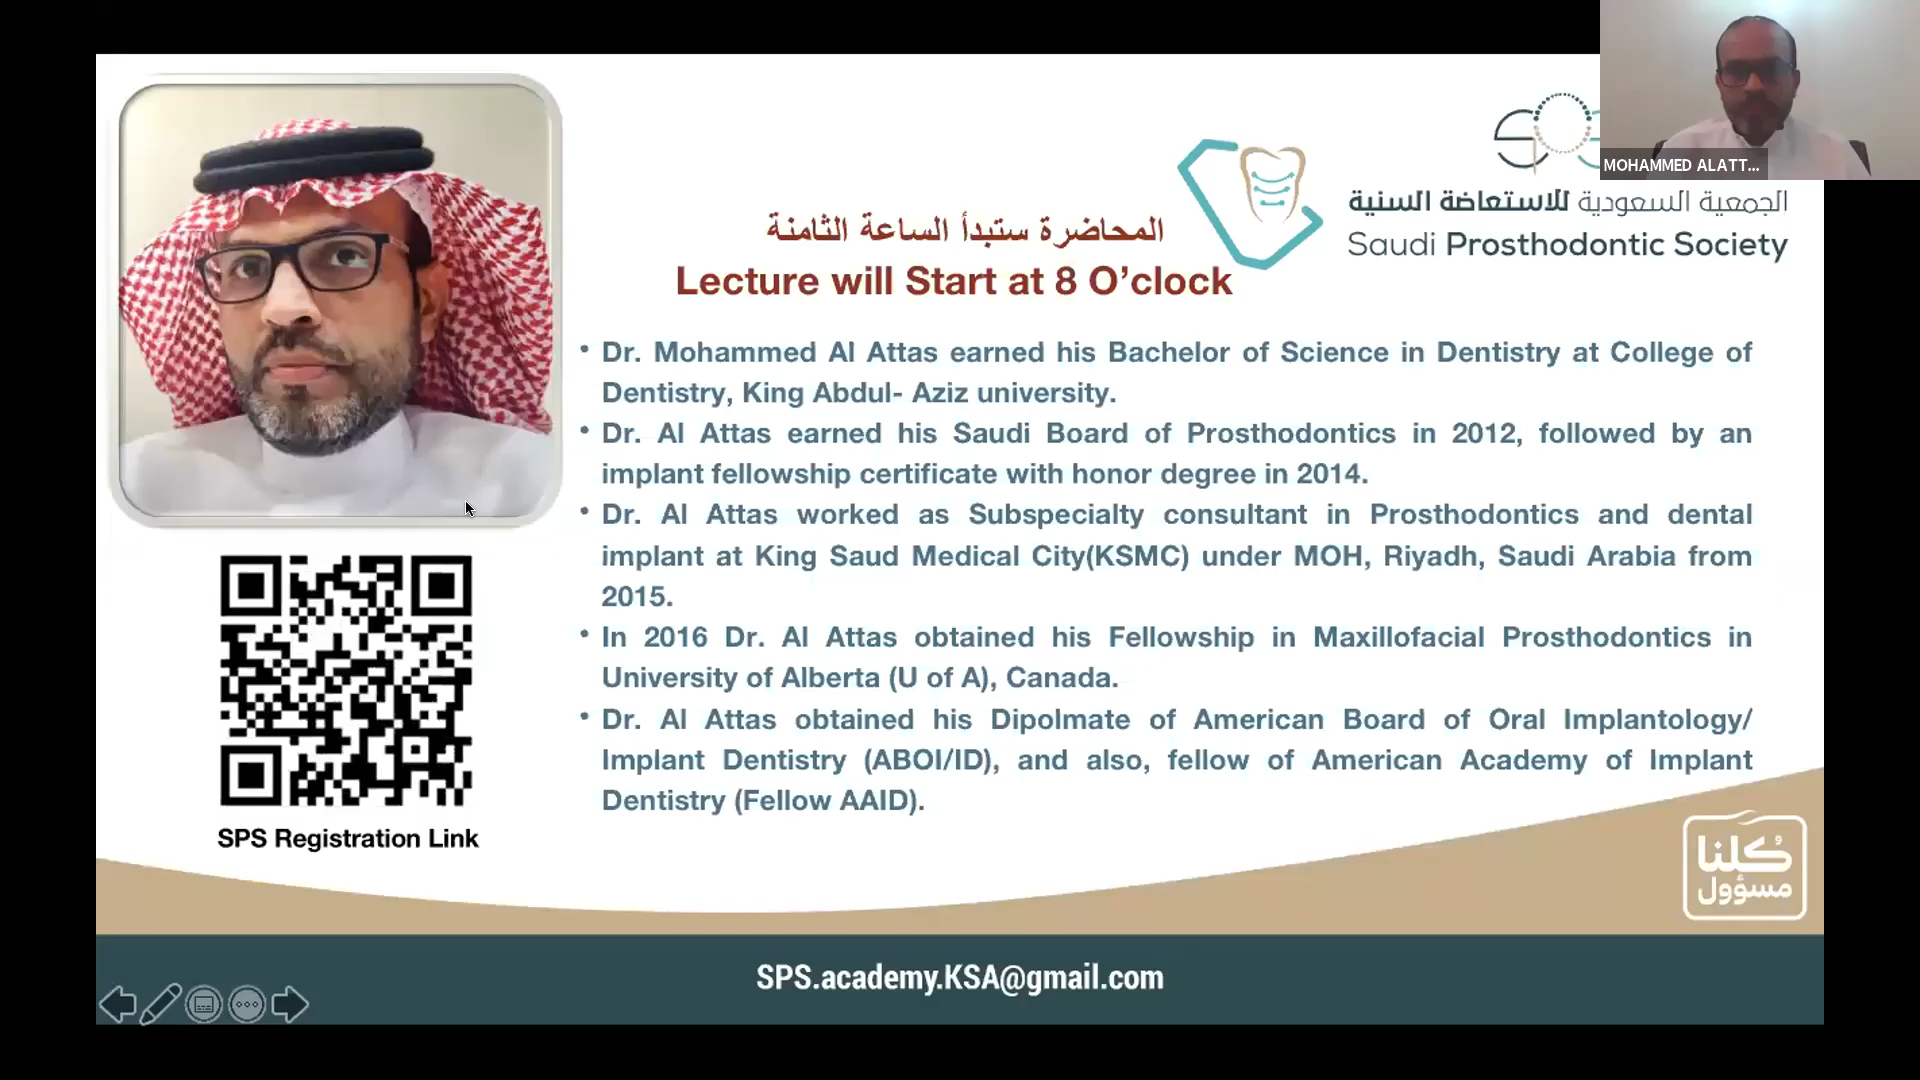 MOHAMMED ALATT...
الجمعية السعودية للاستعاضة السنية
Saudi Prosthodontic Society
المحاضرة ستبدأ الساعة الثامنة
Lecture will Start at 8 O’clock
• Dr. Mohammed Al Attas earned his Bachelor of Science in Dentistry at College of
Dentistry, King Abdul- Aziz university.
• Dr. Al Attas earned his Saudi Board of Prosthodontics in 2012, followed by an
implant fellowship certificate with honor degree in 2014.
• Dr. Al Attas worked as Subspecialty consultant in Prosthodontics and dental
implant at King Saud Medical City(KSMC) under MOH, Riyadh, Saudi Arabia from
2015.
• In 2016 Dr. Al Attas obtained his Fellowship in Maxillofacial Prosthodontics in
University of Alberta (U of A), Canada.
• Dr. Al Attas obtained his Dipolmate of American Board of Oral Implantology/
Implant Dentistry (ABOI/ID), and also, fellow of American Academy of Implant
Dentistry (Fellow AAID).
SPS Registration Link
كُلنا
مسؤول
SPS.academy.KSA@gmail.com